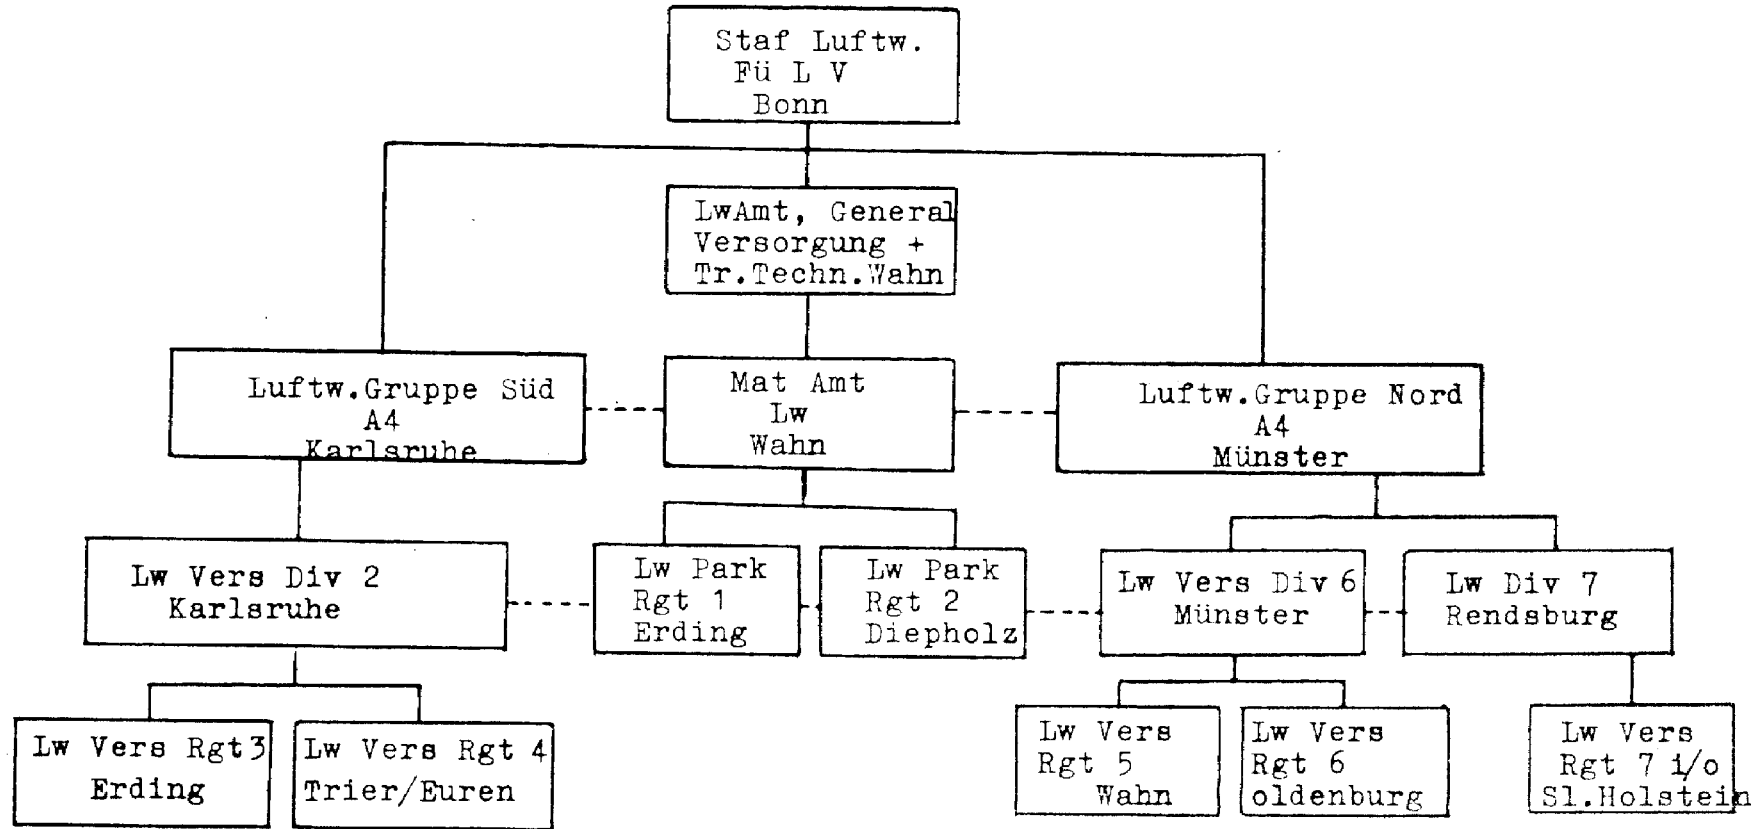 Staf Luftw.
Fü L V
Bonn
LwAmt, General
Versorgung +
Tr.Techn.Wahn
Luftw.Gruppe Süd
A4
Karlsruhe
Mat Amt
Lw
Wahn
Luftw.Gruppe Nord
A4
Münster
Lw Vers Div 2
Karlsruhe
Lw Park
Rgt 1
Erding
Lw Park
Rgt 2
Diepholz
Lw Vers Div 6
Münster
Lw Div 7
Rendsburg
Lw Vers Rgt 3
Erding
Lw Vers Rgt 4
Trier/Euren
Lw Vers
Rgt 5
Wahn
Lw Vers
Rgt 6
oldenburg
Lw Vers
Rgt 7 i/o
Sl.Holstein